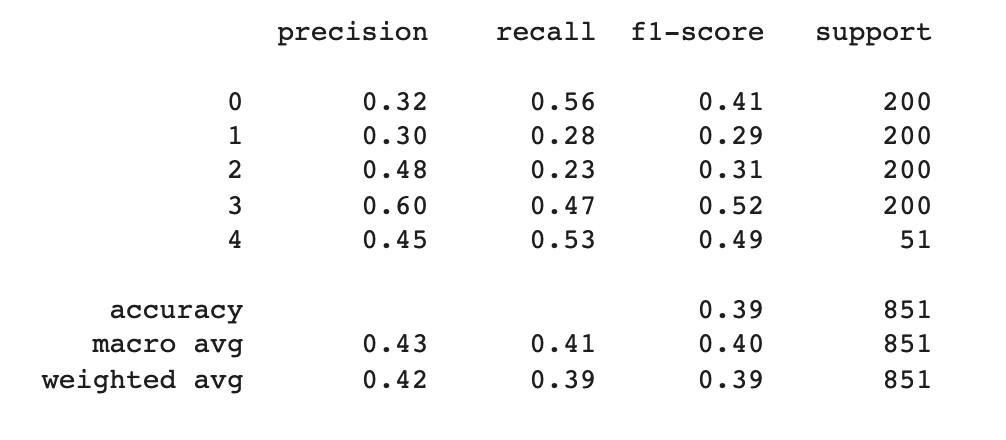 precision recall f1-score support
0 0.32 0.56 0.41 200
1 0.30 0.28 0.29 200
2 0.48 0.23 0.31 200
3 0.60 0.47 0.52 200
4 0.45 0.53 0.49 51
accuracy 0.39 851
macro avg 0.43 0.41 0.40 851
weighted avg 0.42 0.39 0.39 851